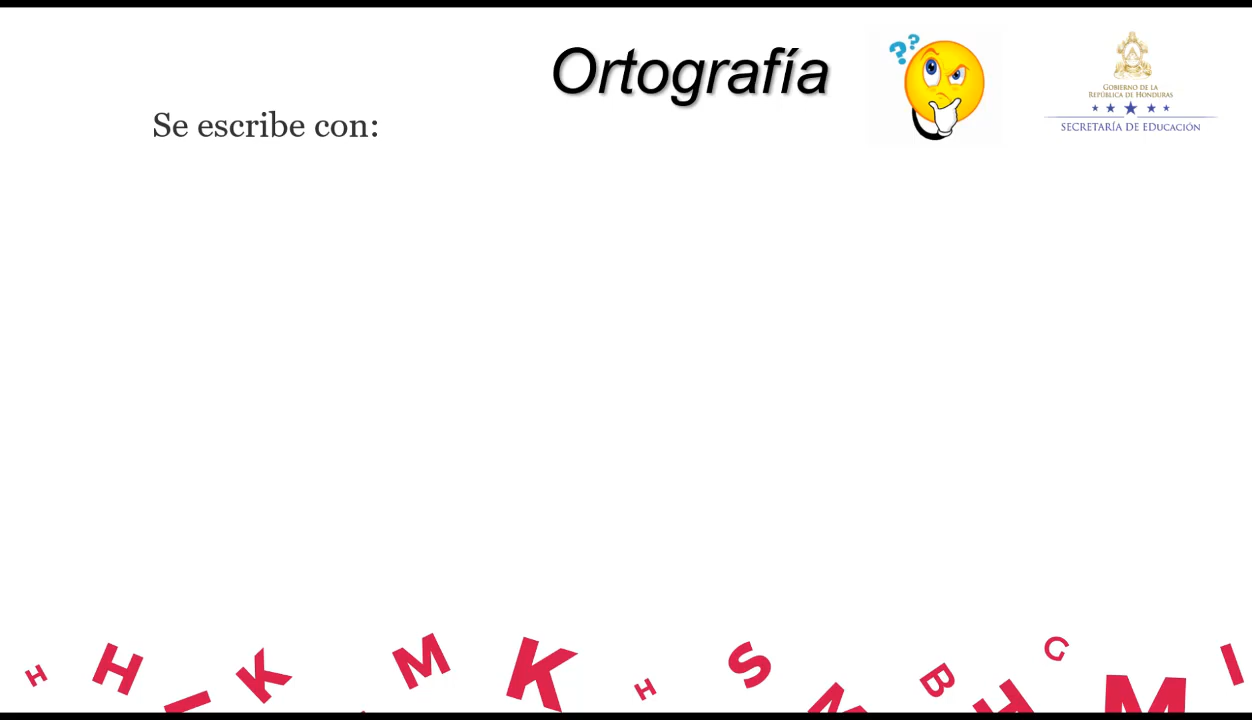 Ortografía
??
GOBIERNO DE LA
REPÚBLICA DE HONDURAS
SECRETARÍA DE EDUCACIÓN
Se escribe con:
H H I K M K H S M B H G M I